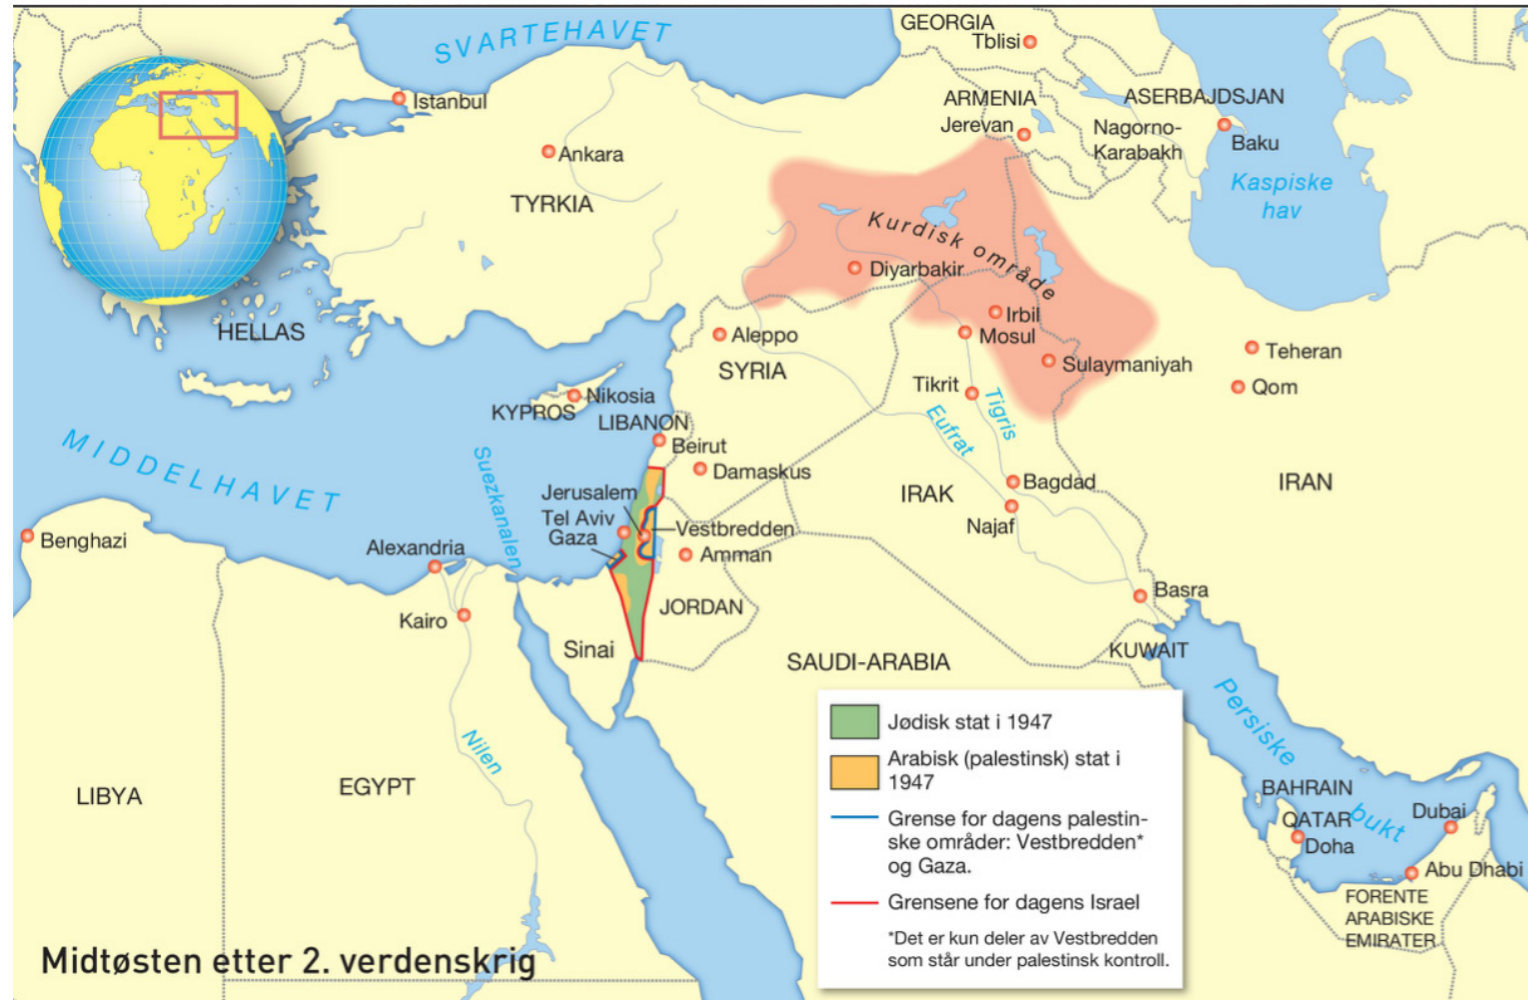 SVARTEHAVET
GEORGIA
Tblisi
Istanbul
ARMENIA
Jerevan
ASERBAJDSJAN
Nagorno-
Karabakh
Baku
Ankara
TYRKIA
Kaspiske
hav
Kurdisk område
Diyarbakir
HELLAS
Irbil
Mosul
Aleppo
SYRIA
Sulaymaniyah
Teheran
Qom
Tikrit
Tigris
Eufrat
Nikosia
KYPROS
LIBANON
Beirut
MIDDELHAVET
Suezkanalen
Damaskus
Jerusalem
Tel Aviv
Gaza
Vestbredden
IRAK
Bagdad
IRAN
Najaf
Benghazi
Alexandria
Amman
Kairo
JORDAN
Basra
Sinai
SAUDI-ARABIA
KUWAIT
Persiske
bukt
Nilen
LIBYA
EGYPT
BAHRAIN
QATAR
Doha
Dubai
Abu Dhabi
FORENTE
ARABISKE
EMIRATER
Jødisk stat i 1947
Arabisk (palestinsk) stat i
1947
Grense for dagens palestin-
ske områder: Vestbredden*
og Gaza.
Grensene for dagens Israel
*Det er kun deler av Vestbredden
som står under palestinsk kontroll.
Midtøsten etter 2. verdenskrig